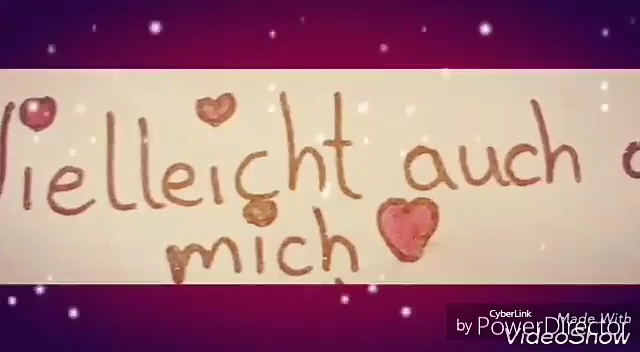 Vielleicht auch
mich
CyberLink
by PowerDirector
Made With
VideoShow